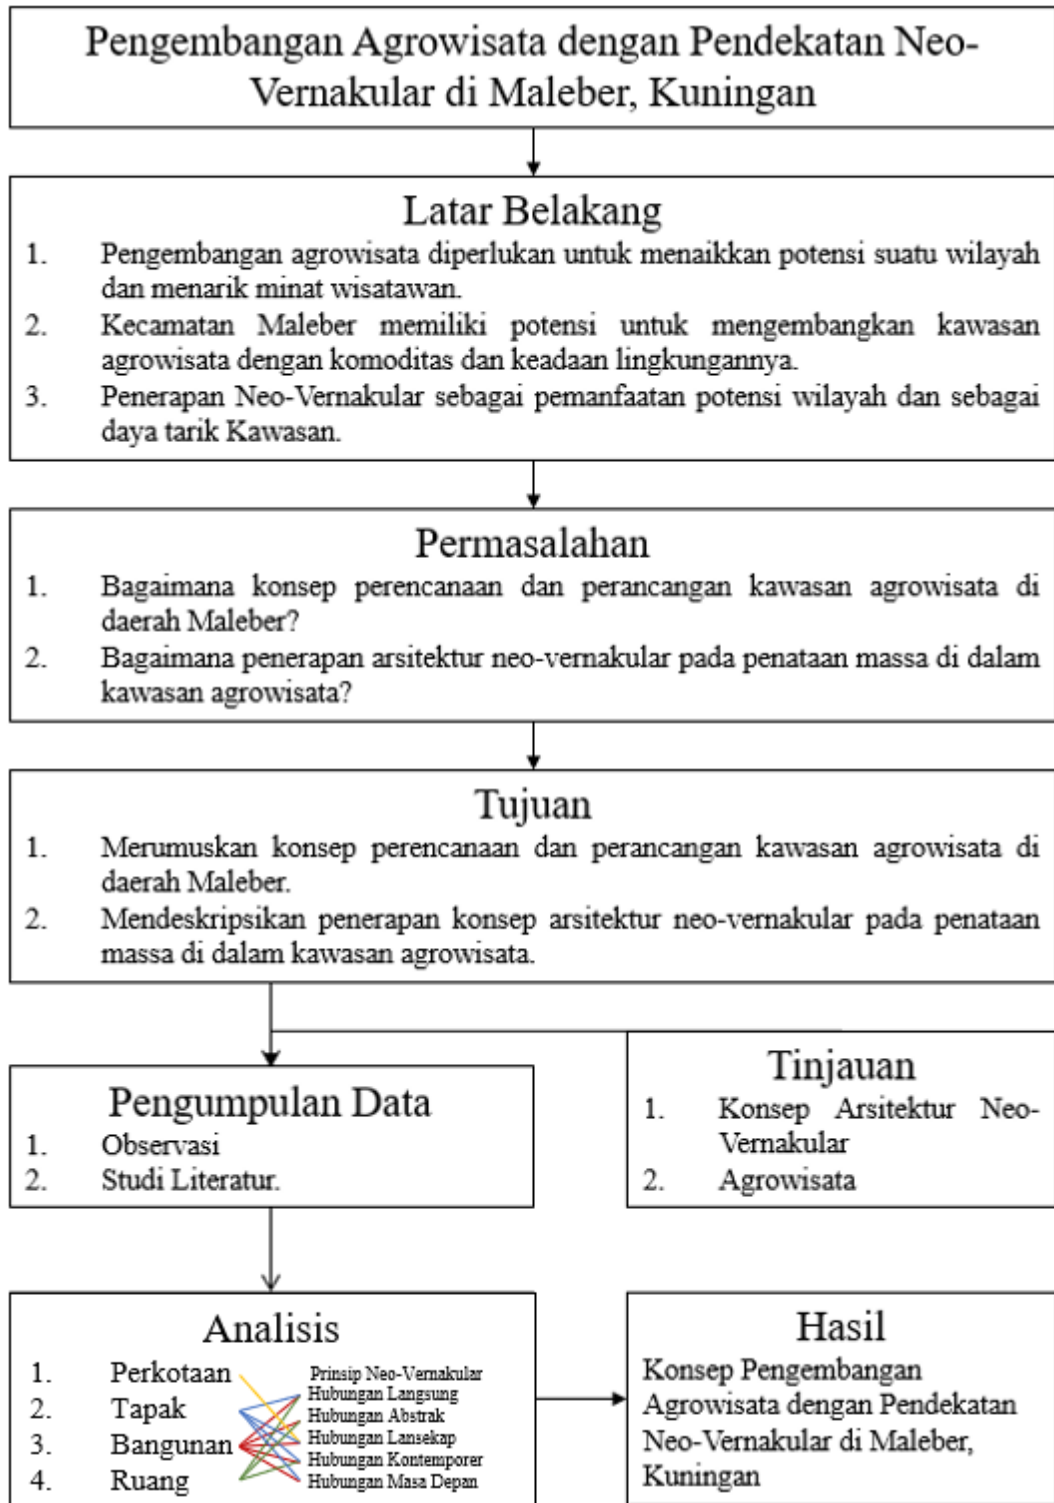 Pengembangan Agrowisata dengan Pendekatan Neo-
Vernakular di Maleber, Kuningan
Latar Belakang
1. Pengembangan agrowisata diperlukan untuk menaikkan potensi suatu wilayah
dan menarik minat wisatawan.
2. Kecamatan Maleber memiliki potensi untuk mengembangkan kawasan
agrowisata dengan komoditas dan keadaan lingkungannya.
3. Penerapan Neo-Vernakular sebagai pemanfaatan potensi wilayah dan sebagai
daya tarik Kawasan.
Permasalahan
1. Bagaimana konsep perencanaan dan perancangan kawasan agrowisata di
daerah Maleber?
2. Bagaimana penerapan arsitektur neo-vernakular pada penataan massa di dalam
kawasan agrowisata?
Tujuan
1. Merumuskan konsep perencanaan dan perancangan kawasan agrowisata di
daerah Maleber.
2. Mendeskripsikan penerapan konsep arsitektur neo-vernakular pada penataan
massa di dalam kawasan agrowisata.
Pengumpulan Data
1. Observasi
2. Studi Literatur.
Tinjauan
1. Konsep Arsitektur Neo-
Vernakular
2. Agrowisata
Analisis
1. Perkotaan
2. Tapak
3. Bangunan
4. Ruang
Prinsip Neo-Vernakular
Hubungan Langsung
Hubungan Abstrak
Hubungan Lansekap
Hubungan Kontemporer
Hubungan Masa Depan
Hasil
Konsep Pengembangan
Agrowisata dengan Pendekatan
Neo-Vernakular di Maleber,
Kuningan